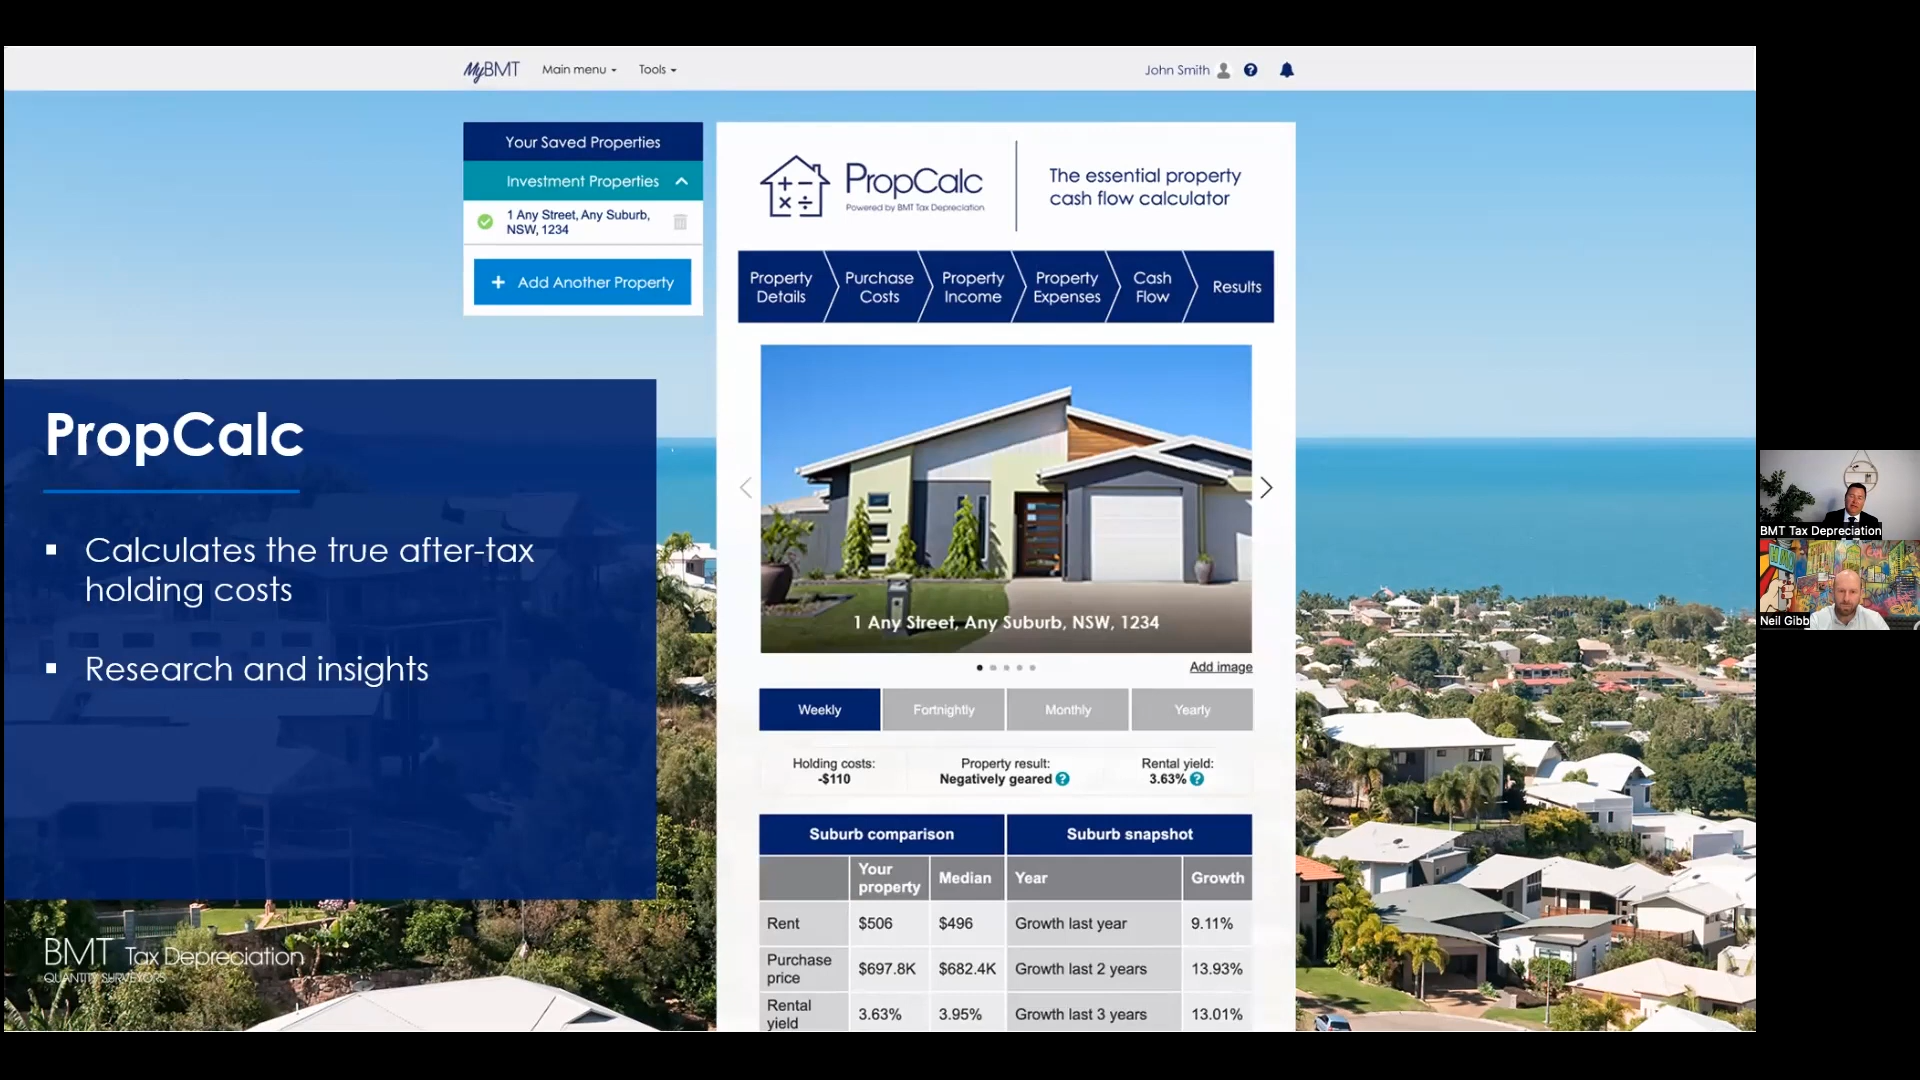 MyBMT
Main menu
Tools
John Smith
Your Saved Properties
Investment Properties
1 Any Street, Any Suburb,
NSW, 1234
+ Add Another Property
PropCalc
Powered by BMT Tax Depreciation
The essential property
cash flow calculator
Property
Details
Purchase
Costs
Property
Income
Property
Expenses
Cash
Flow
Results
1 Any Street, Any Suburb, NSW, 1234
Add image
Weekly
Fortnightly
Monthly
Yearly
Holding costs:
-$110
Property result:
Negatively geared ?
Rental yield:
3.63% ?
Suburb comparison
Suburb snapshot
Your
property
Median
Year
Growth
Rent
$506
$496
Growth last year
9.11%
Purchase
price
$697.8K
$682.4K
Growth last 2 years
13.93%
Rental
yield
3.63%
3.95%
Growth last 3 years
13.01%
PropCalc
▪ Calculates the true after-tax
holding costs
▪ Research and insights
BMT Tax Depreciation
QUANTITY SURVEYORS
BMT Tax Depreciation
Neil Gibb